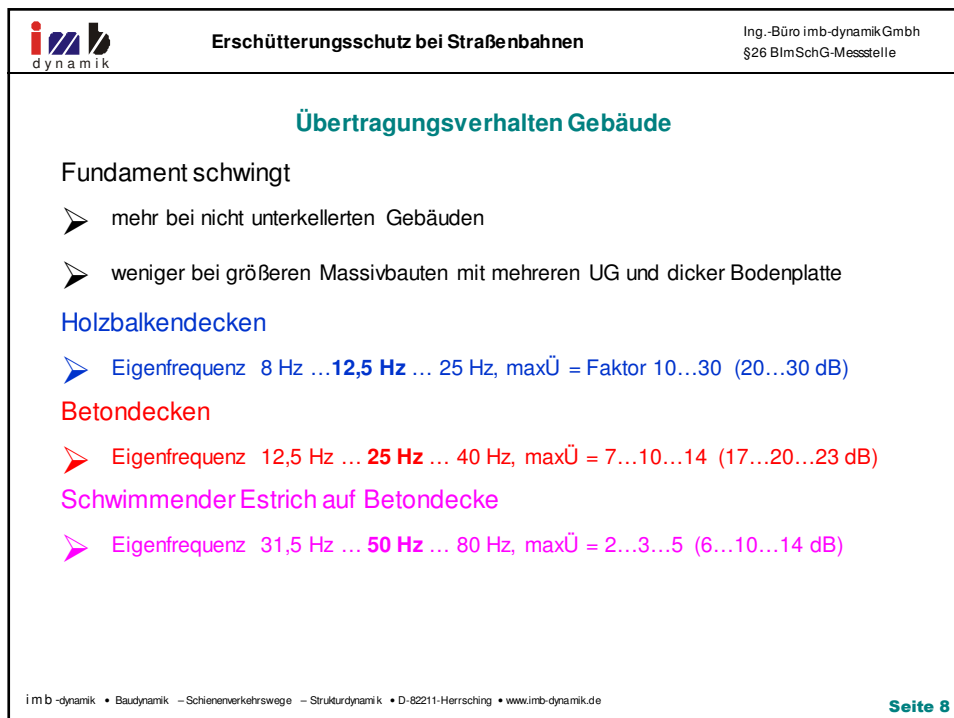 imb
dynamik
Erschütterungsschutz bei Straßenbahnen
Ing.-Büro imb-dynamik Gmbh
§26 BImSchG-Messstelle
Übertragungsverhalten Gebäude
Fundament schwingt
➢ mehr bei nicht unterkellerten Gebäuden
➢ weniger bei größeren Massivbauten mit mehreren UG und dicker Bodenplatte
Holzbalkendecken
➢ Eigenfrequenz 8 Hz …12,5 Hz … 25 Hz, maxÜ = Faktor 10…30 (20…30 dB)
Betondecken
➢ Eigenfrequenz 12,5 Hz … 25 Hz … 40 Hz, maxÜ = 7…10…14 (17…20…23 dB)
Schwimmender Estrich auf Betondecke
➢ Eigenfrequenz 31,5 Hz … 50 Hz … 80 Hz, maxÜ = 2…3…5 (6…10…14 dB)
imb-dynamik • Baudynamik – Schienenverkehrswege – Strukturdynamik • D-82211-Herrsching • www.imb-dynamik.de
Seite 8